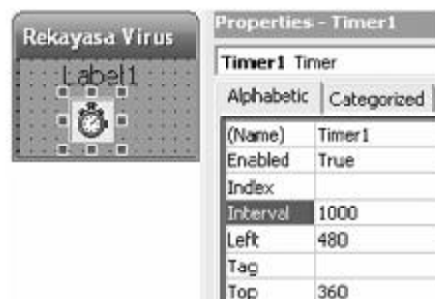 Rekayasa Virus
Label1
Properties - Timer1
Timer1 Timer
Alphabetic Categorized
(Name) Timer1
Enabled True
Index
Interval 1000
Left 480
Tag
Top 360